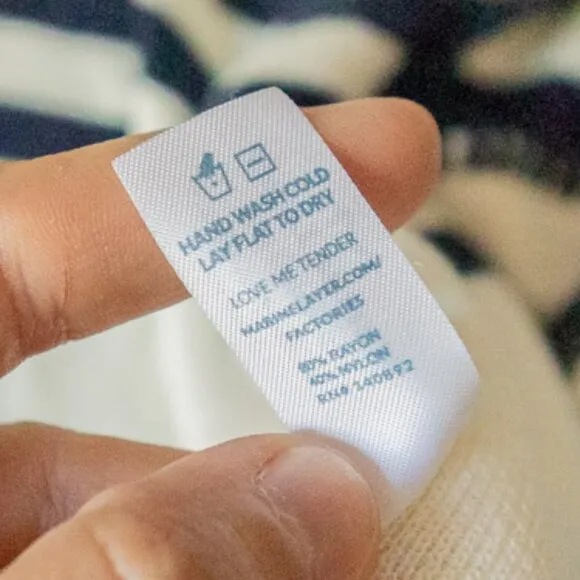 HAND WASH COLD
LAY FLAT TO DRY
LOVE ME TENDER
MARINELAYER.COM/
FACTORIES
60% RAYON
40% NYLON
RN# 140892